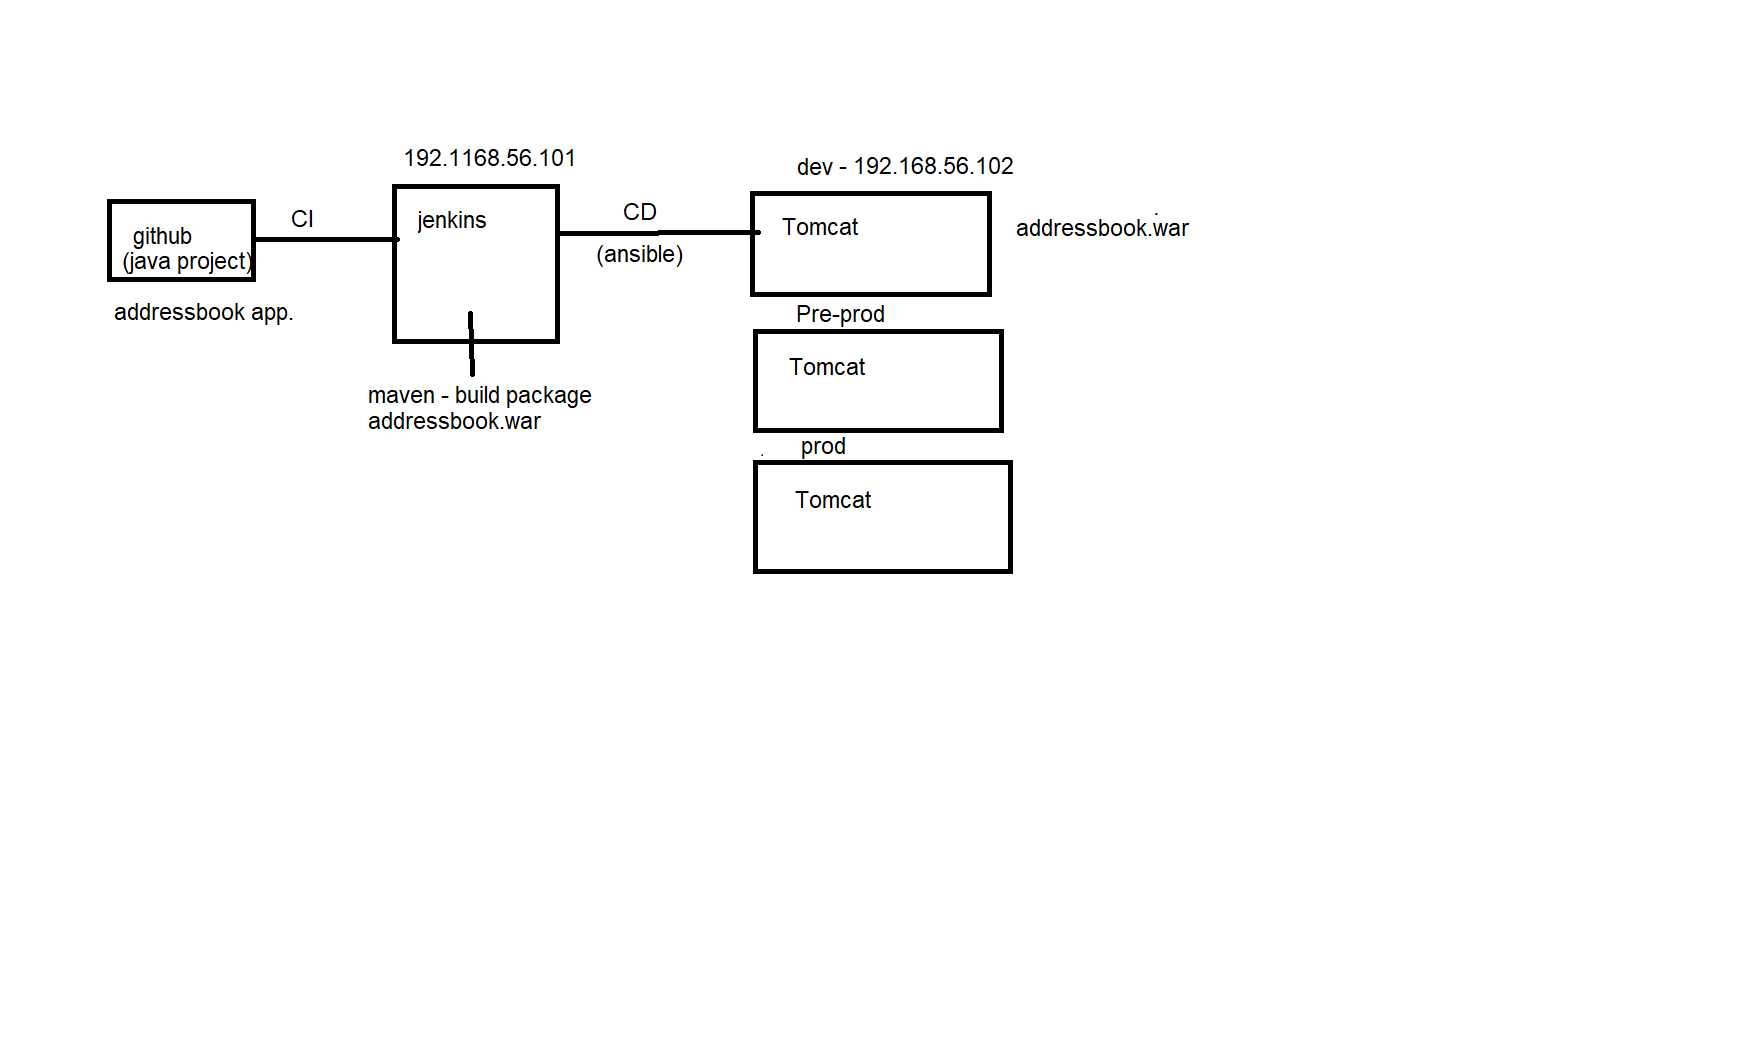 192.1168.56.101
dev - 192.168.56.102
github
(java project)
addressbook app.
CI
jenkins
maven - build package
addressbook.war
CD
(ansible)
Tomcat
addressbook.war
Pre-prod
Tomcat
prod
Tomcat